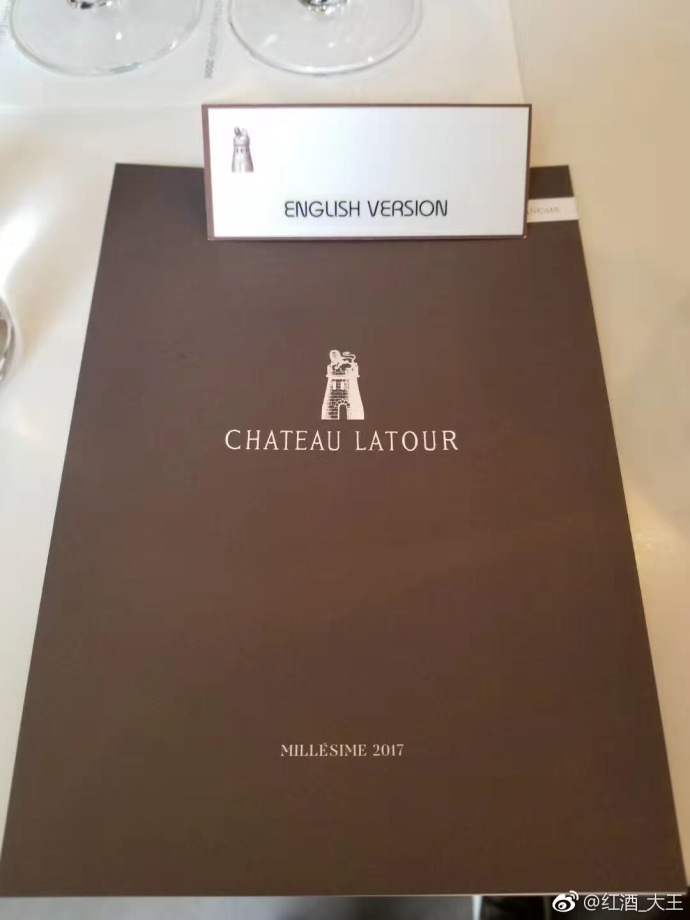 ENGLISH VERSION
CHATEAU LATOUR
MILLÉSIME 2017
@红酒_大王